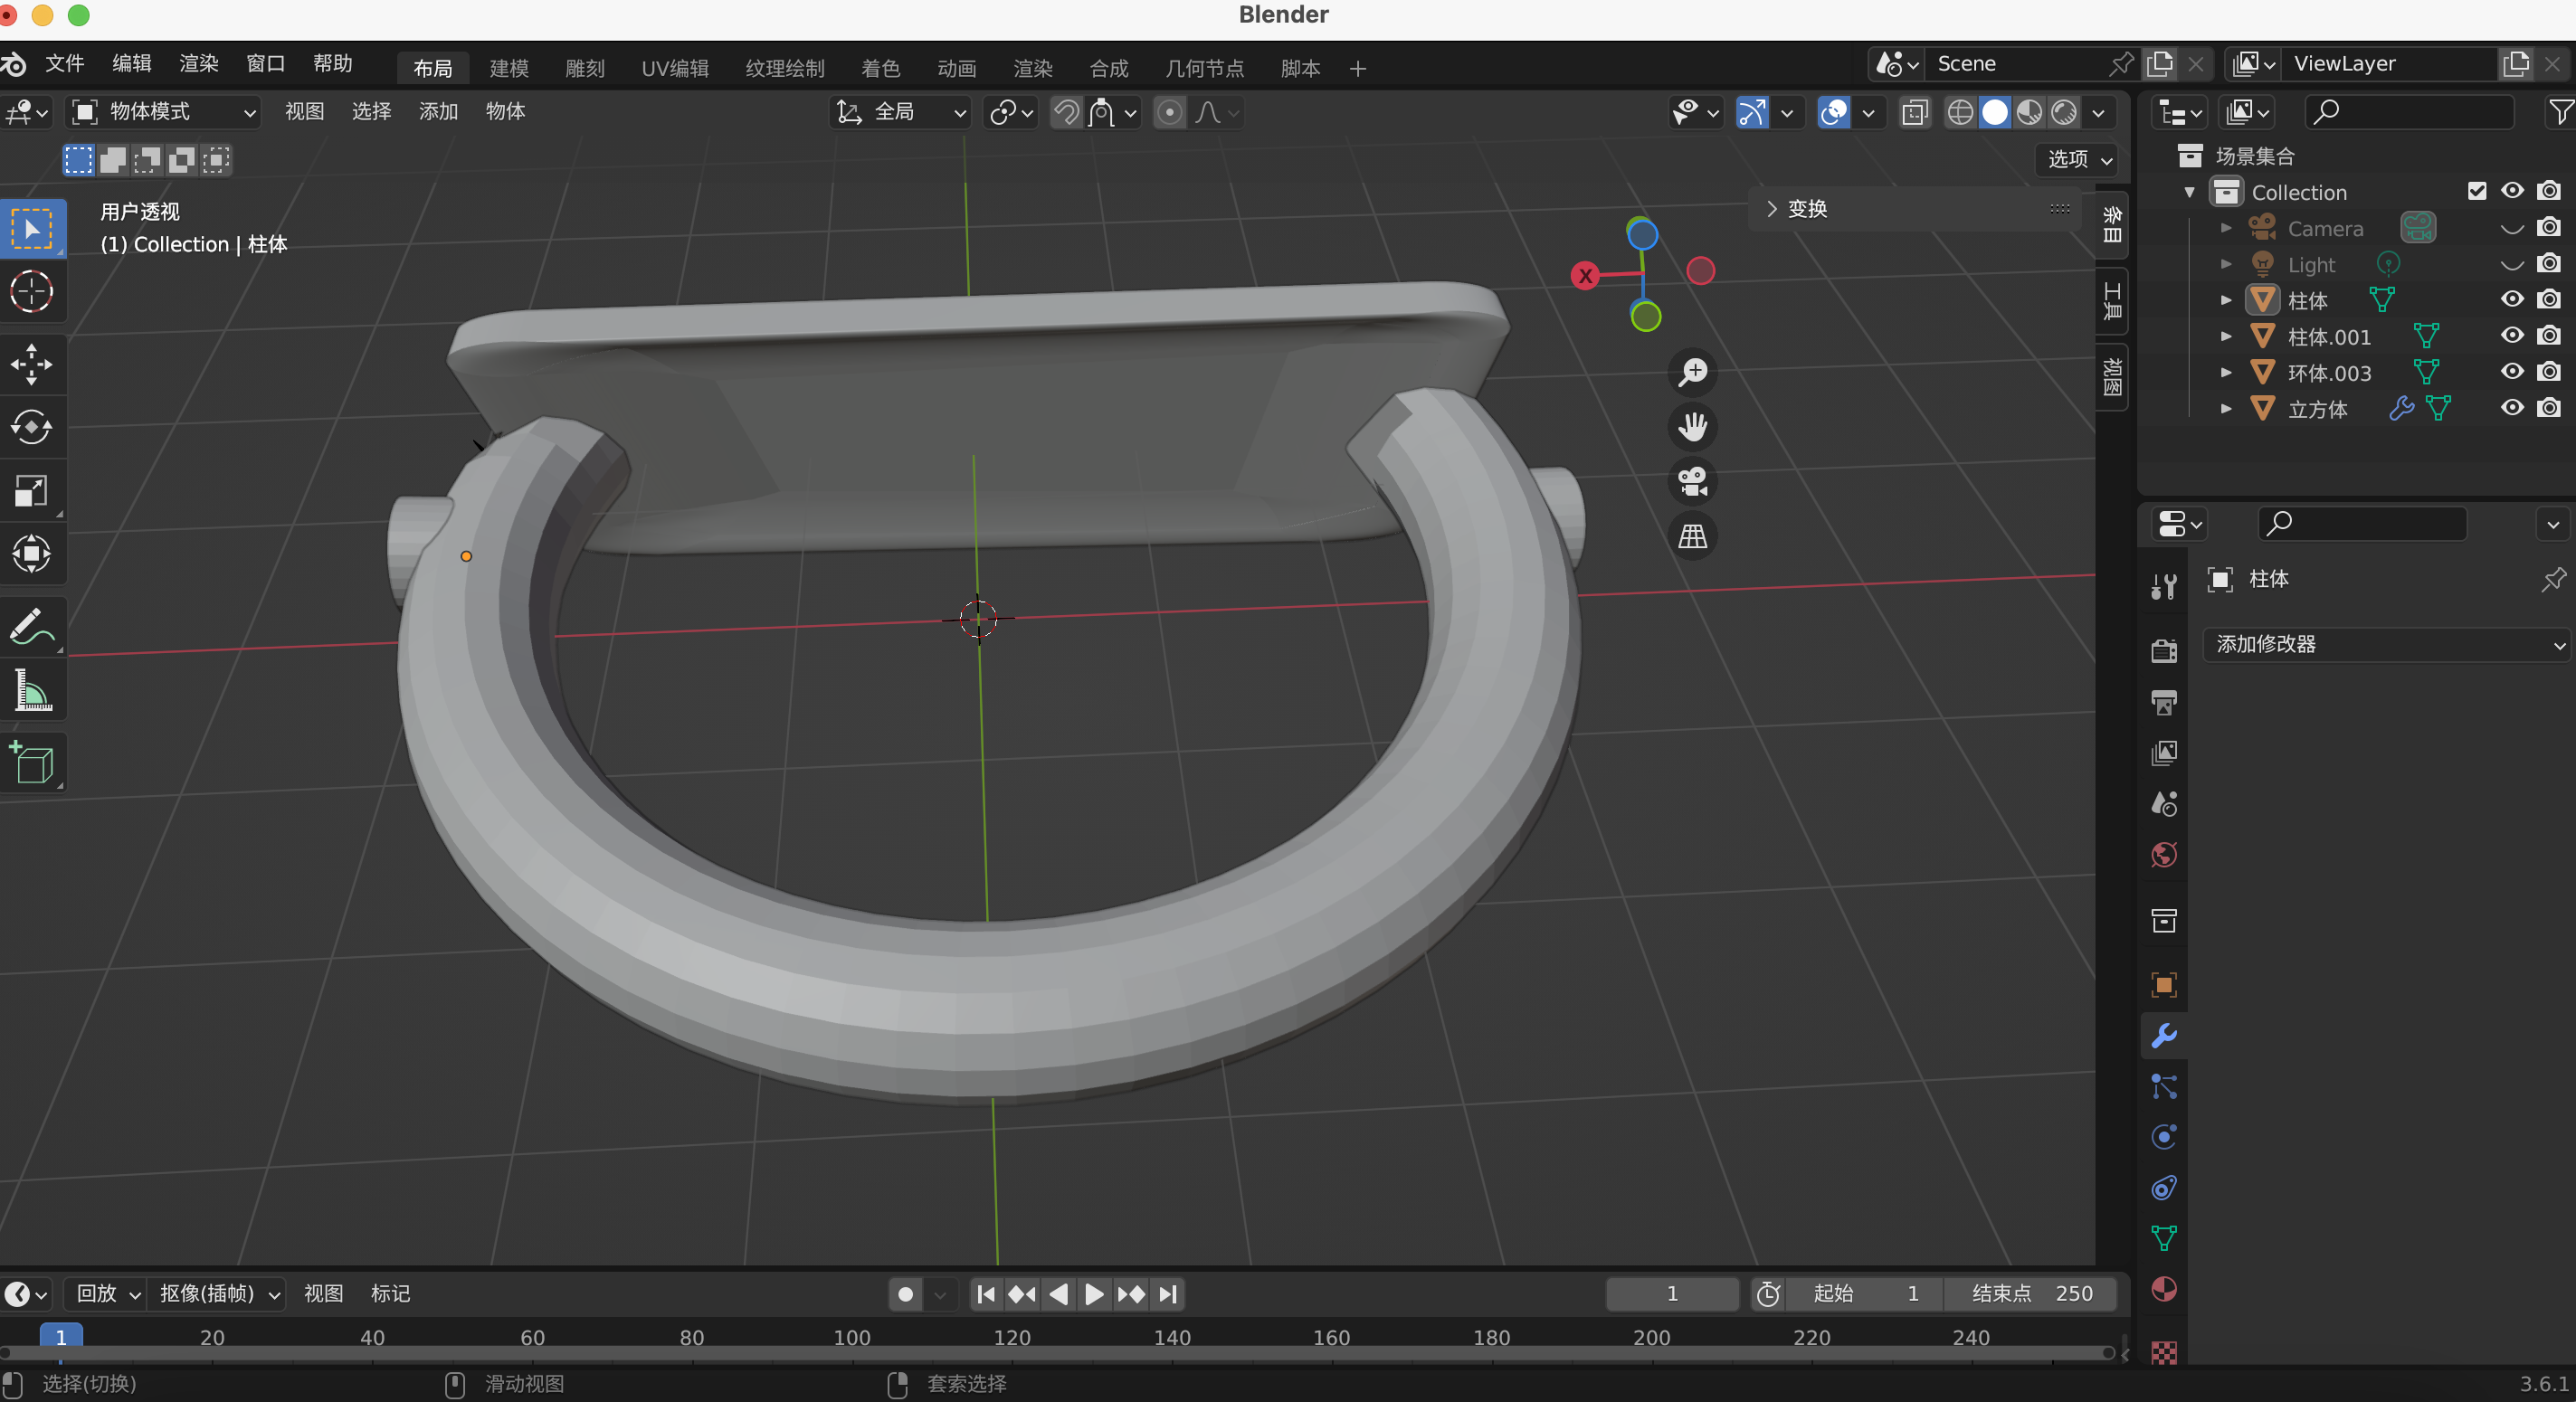 Blender
文件 编辑 渲染 窗口 帮助 布局 建模 雕刻 UV编辑 纹理绘制 着色 动画 渲染 合成 几何节点 脚本 + Scene ViewLayer
物体模式 视图 选择 添加 物体 全局
选项
用户透视
(1) Collection | 柱体
变换
条目
工具
视图
X
场景集合
Collection
Camera
Light
柱体
柱体.001
环体.003
立方体
柱体
添加修改器
回放 抠像(插帧) 视图 标记 1 起始 1 结束点 250
1 20 40 60 80 100 120 140 160 180 200 220 240
选择(切换) 滑动视图 套索选择 3.6.1